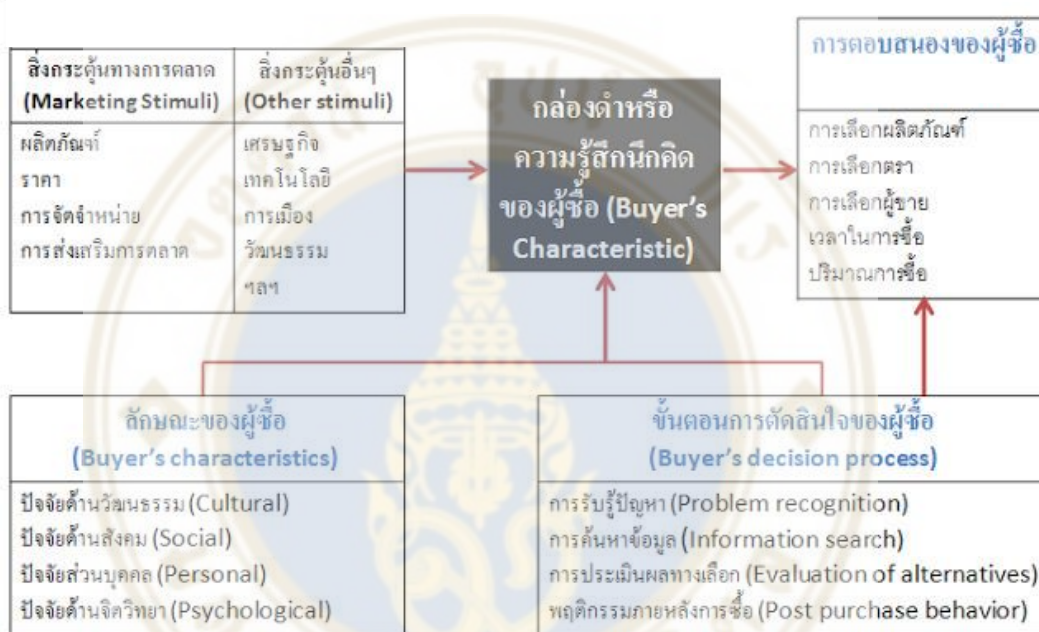 สิ่งกระตุ้นทางการตลาด
(Marketing Stimuli)
สิ่งกระตุ้นอื่นๆ
(Other stimuli)
ผลิตภัณฑ์
ราคา
การจัดจำหน่าย
การส่งเสริมการตลาด
เศรษฐกิจ
เทคโนโลยี
การเมือง
วัฒนธรรม
ฯลฯ
กล่องดำหรือ
ความรู้สึกนึกคิด
ของผู้ซื้อ (Buyer's
Characteristic)
การตอบสนองของผู้ซื้อ
การเลือกผลิตภัณฑ์
การเลือกตรา
การเลือกผู้ขาย
เวลาในการซื้อ
ปริมาณการซื้อ
ลักษณะของผู้ซื้อ
(Buyer's characteristics)
ปัจจัยด้านวัฒนธรรม (Cultural)
ปัจจัยด้านสังคม (Social)
ปัจจัยส่วนบุคคล (Personal)
ปัจจัยด้านจิตวิทยา (Psychological)
ขั้นตอนการตัดสินใจของผู้ซื้อ
(Buyer's decision process)
การรับรู้ปัญหา (Problem recognition)
การค้นหาข้อมูล (Information search)
การประเมินผลทางเลือก (Evaluation of alternatives)
พฤติกรรมภายหลังการซื้อ (Post purchase behavior)